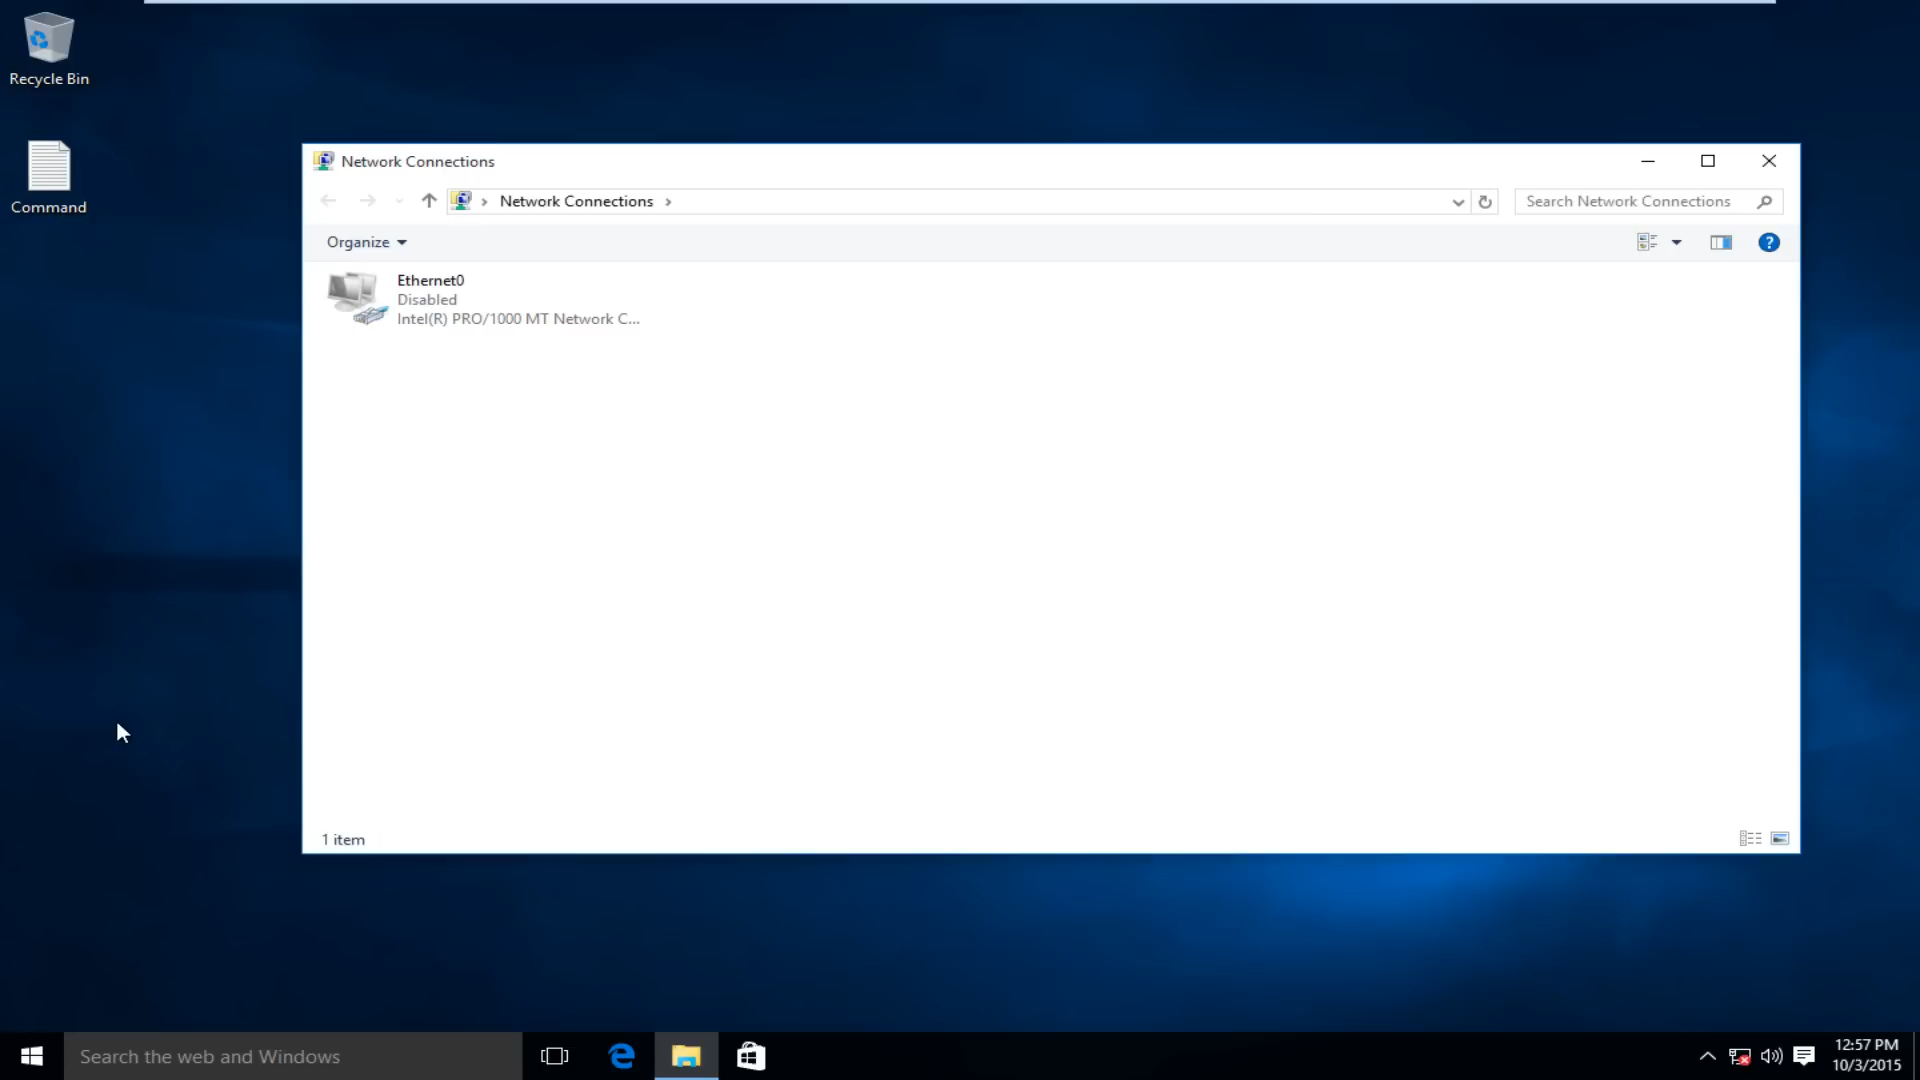 Recycle Bin
Command
Network Connections
Network Connections
Search Network Connections
Organize
?
Ethernet0
Disabled
Intel(R) PRO/1000 MT Network C...
1 item
Search the web and Windows
12:57 PM
10/3/2015